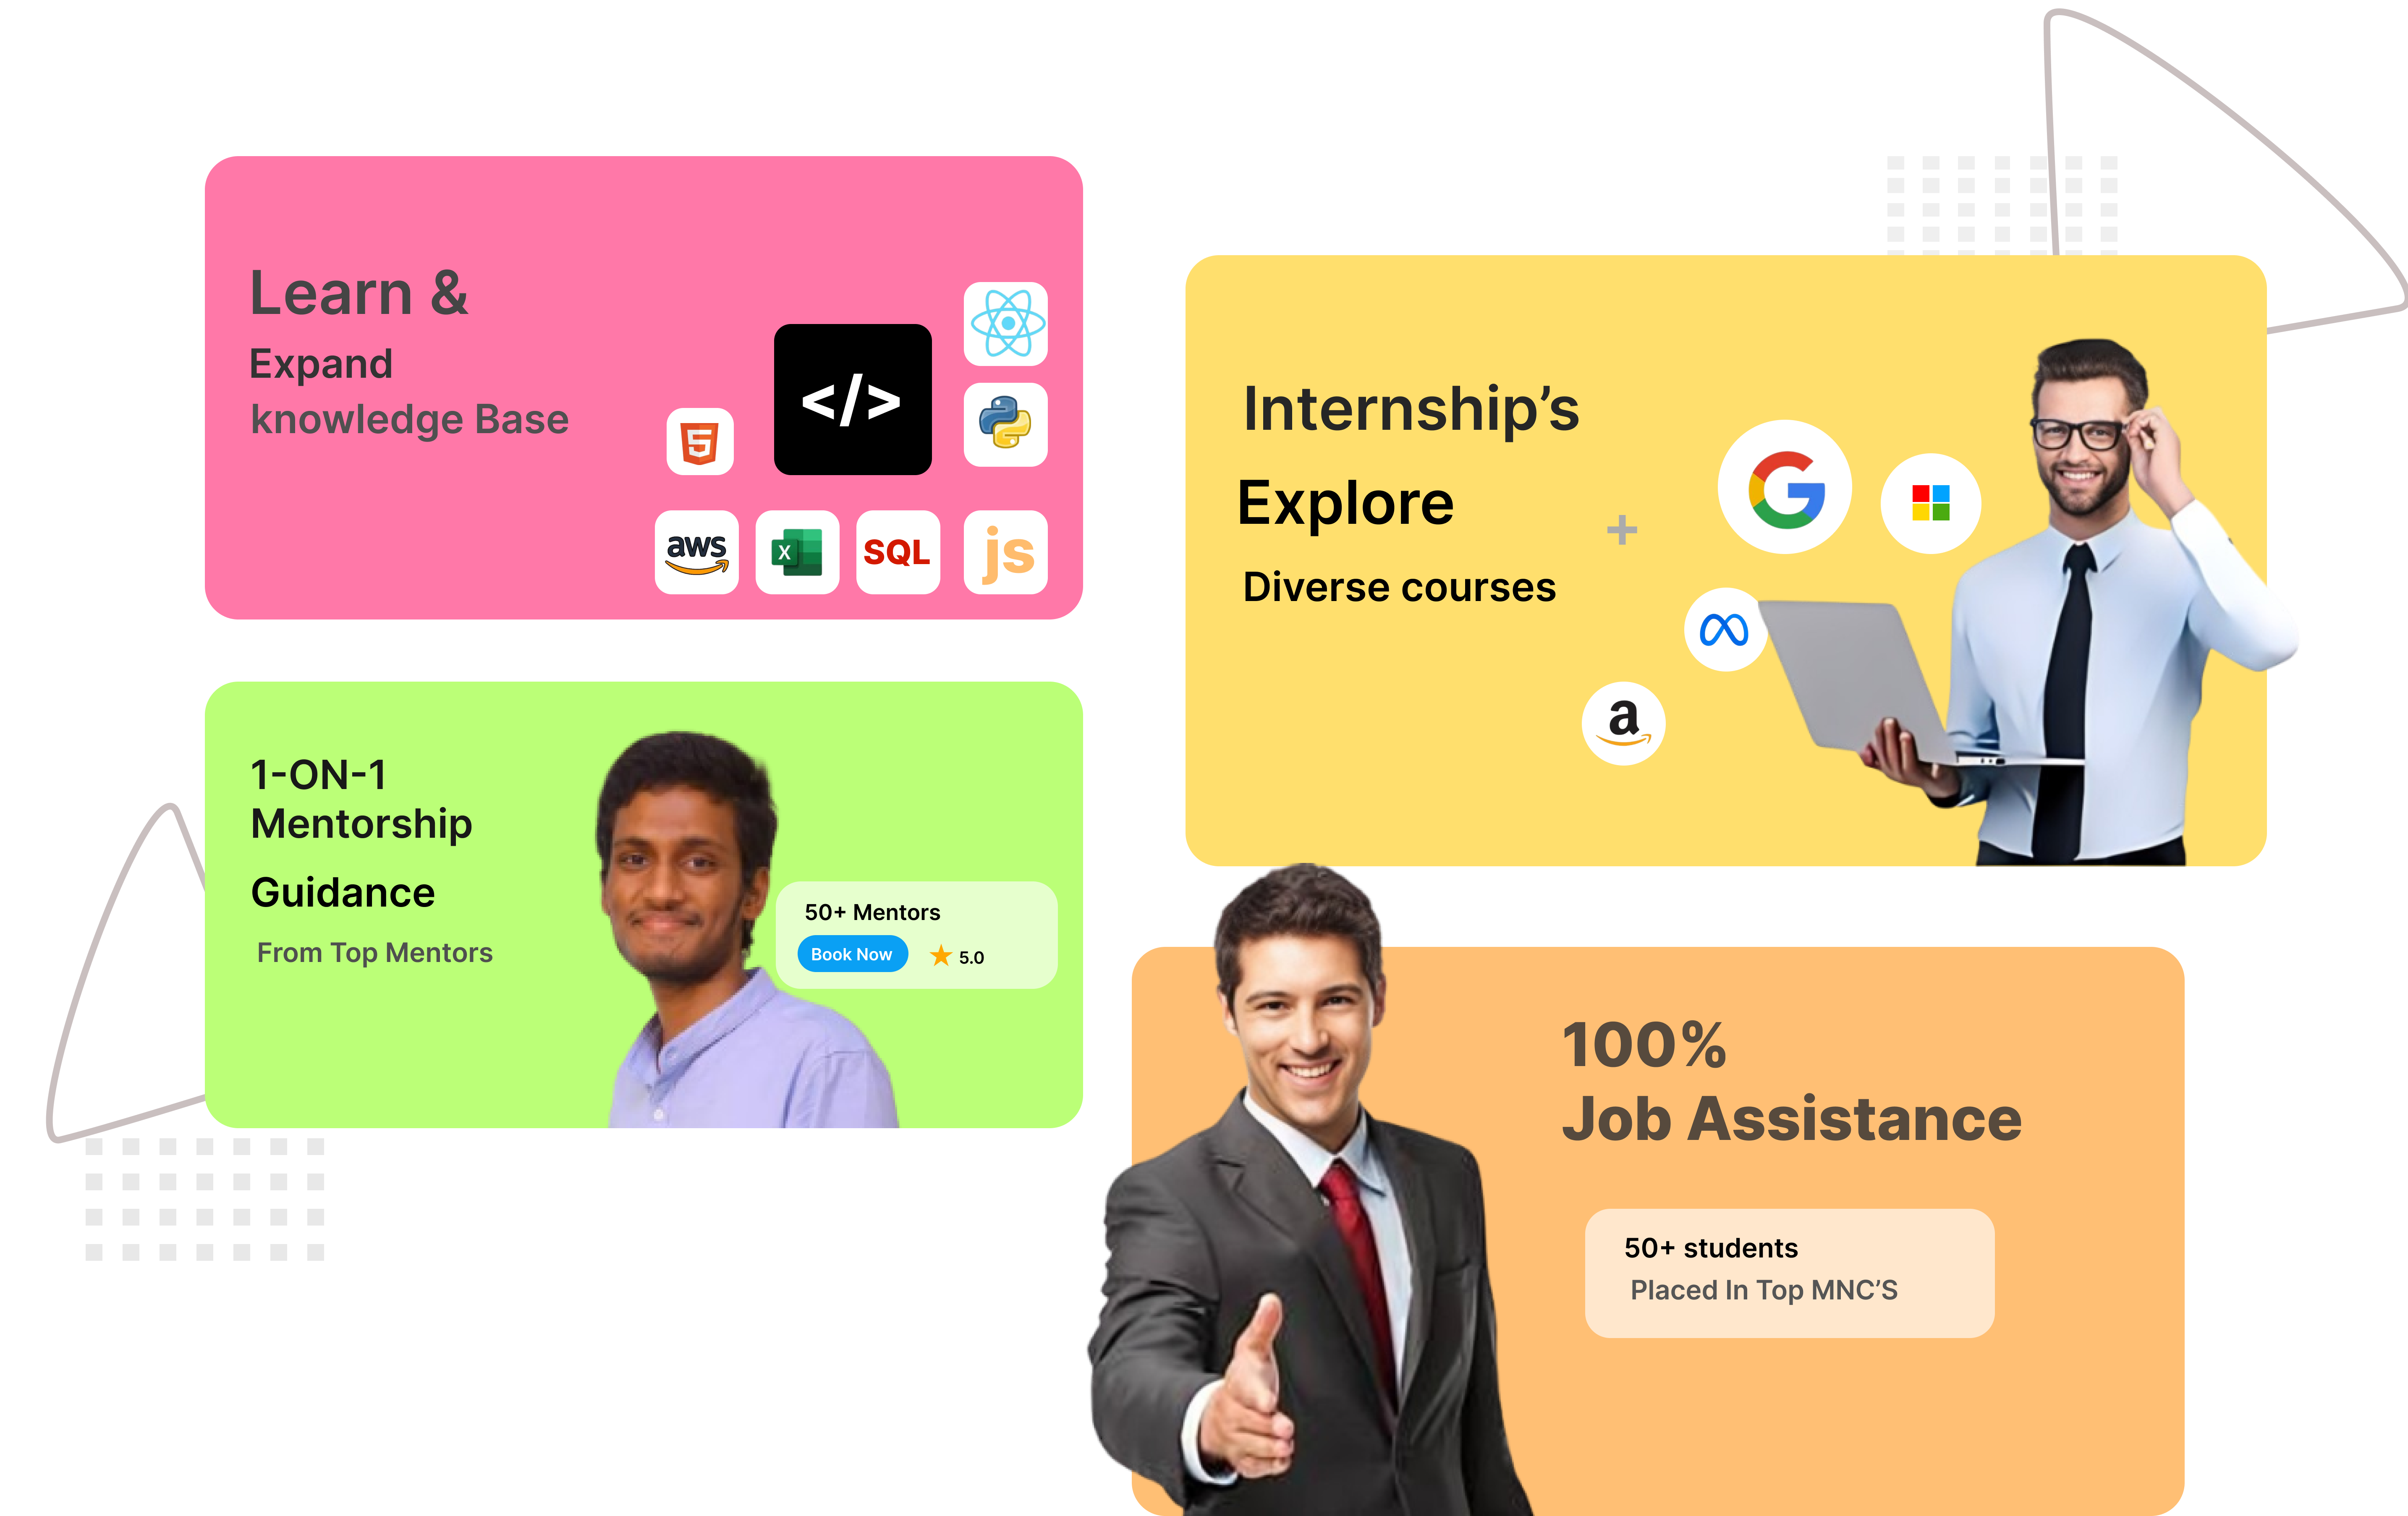 Learn &
Expand
knowledge Base
</>
5
aws
X
SQL
js
1-ON-1
Mentorship
Guidance
From Top Mentors
50+ Mentors
Book Now
5.0
Internship’s
Explore
+
Diverse courses
G
a
100%
Job Assistance
50+ students
Placed In Top MNC’S